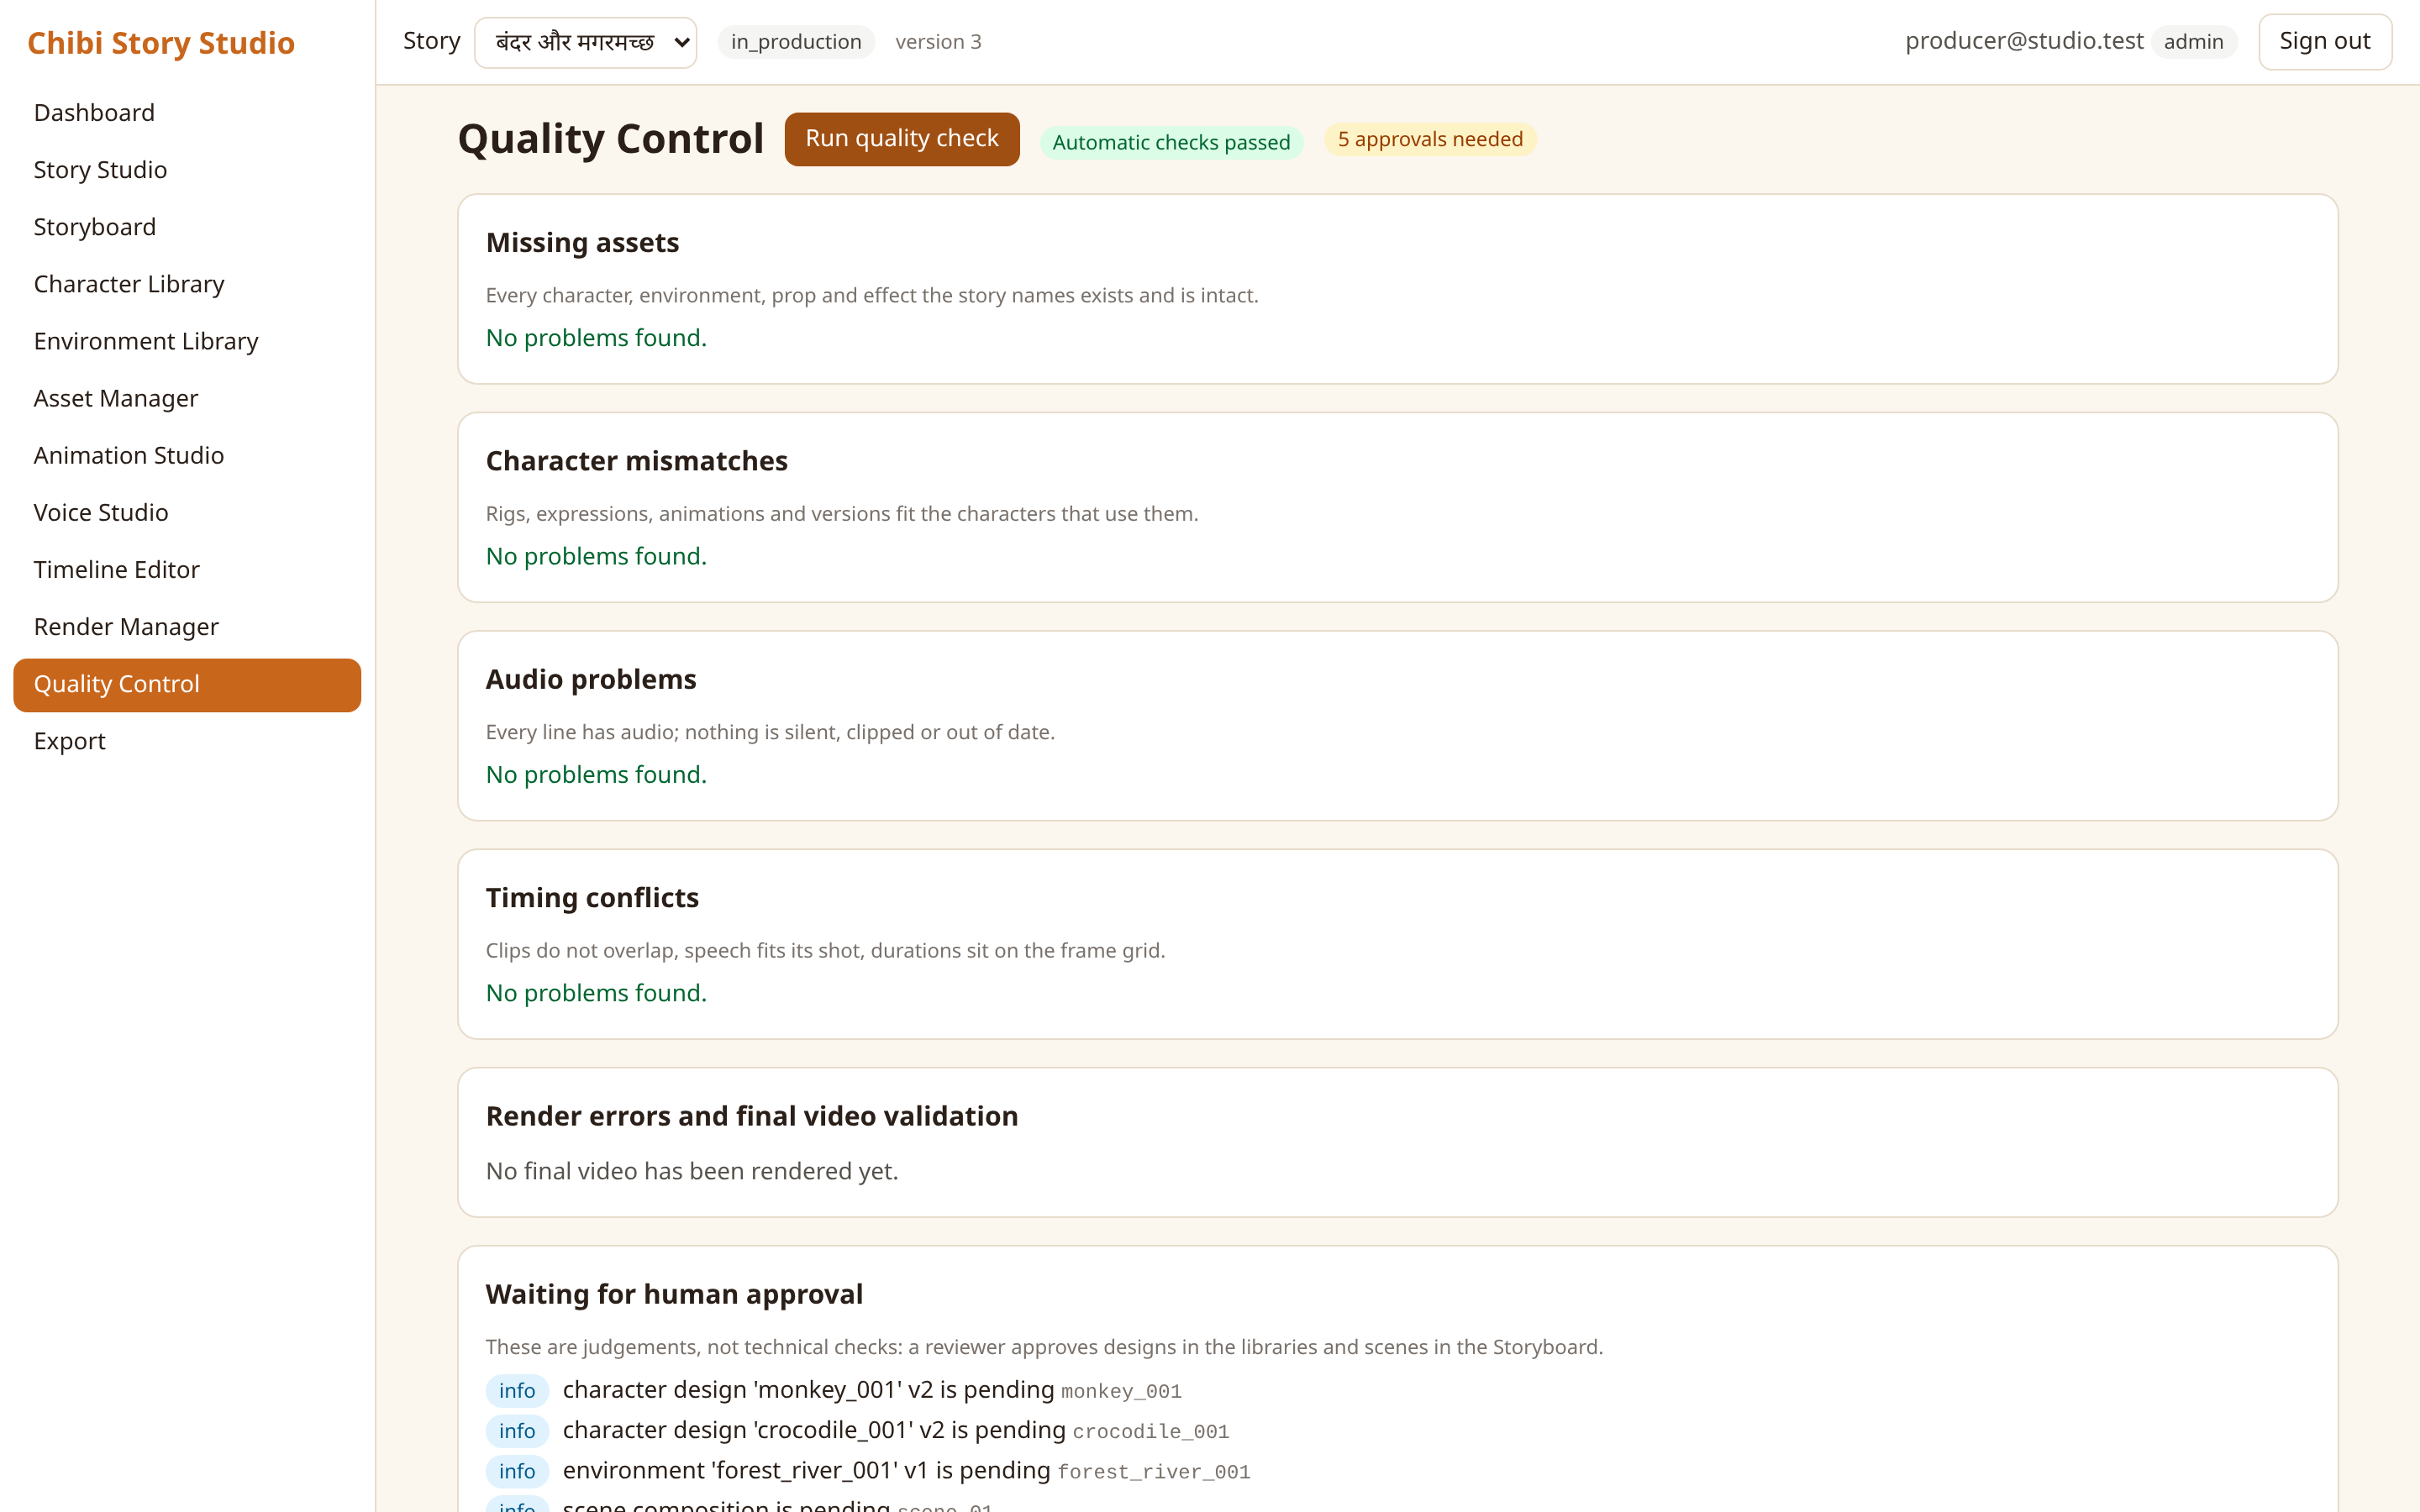 Chibi Story Studio
Dashboard
Story Studio
Storyboard
Character Library
Environment Library
Asset Manager
Animation Studio
Voice Studio
Timeline Editor
Render Manager
Quality Control
Export
Story बंदर और मगरमच्छ in_production version 3 producer@studio.test admin Sign out
Quality Control Run quality check Automatic checks passed 5 approvals needed
Missing assets
Every character, environment, prop and effect the story names exists and is intact.
No problems found.
Character mismatches
Rigs, expressions, animations and versions fit the characters that use them.
No problems found.
Audio problems
Every line has audio; nothing is silent, clipped or out of date.
No problems found.
Timing conflicts
Clips do not overlap, speech fits its shot, durations sit on the frame grid.
No problems found.
Render errors and final video validation
No final video has been rendered yet.
Waiting for human approval
These are judgements, not technical checks: a reviewer approves designs in the libraries and scenes in the Storyboard.
info character design 'monkey_001' v2 is pending monkey_001
info character design 'crocodile_001' v2 is pending crocodile_001
info environment 'forest_river_001' v1 is pending forest_river_001
info scene composition is pending scene_01